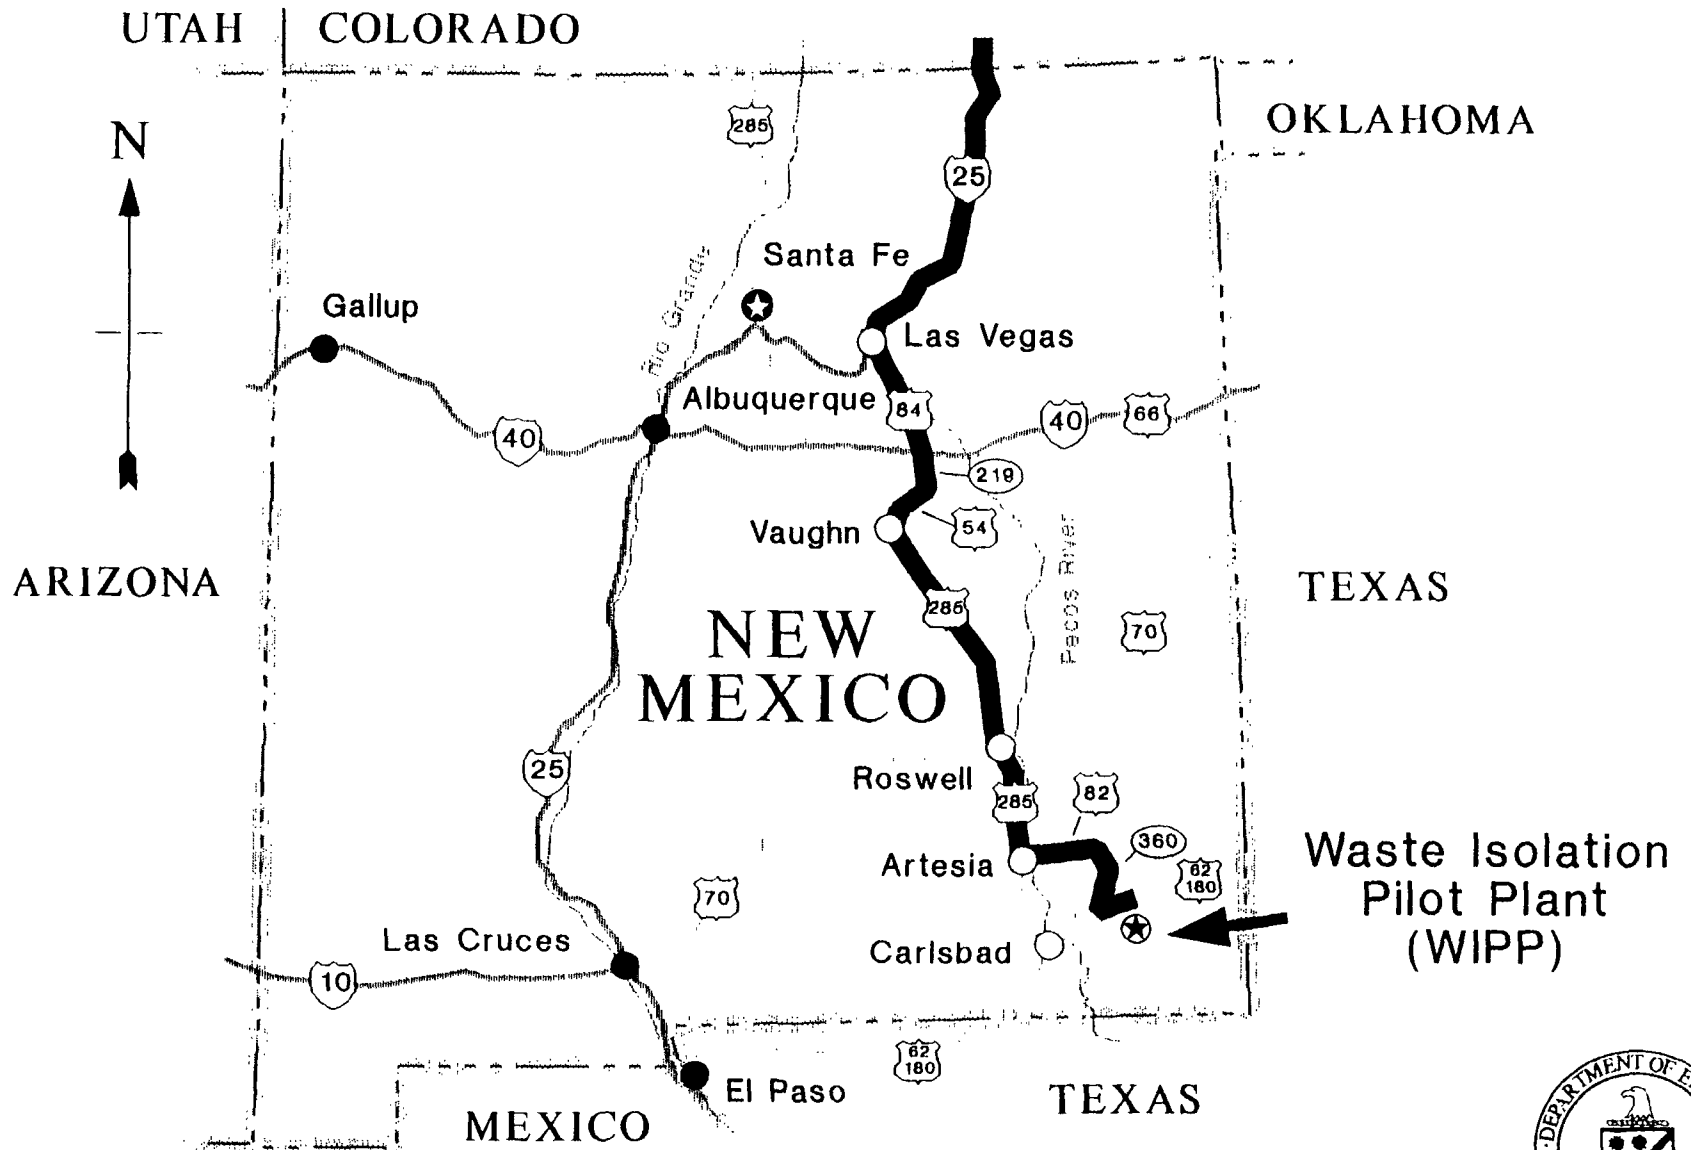 UTAH
COLORADO
OKLAHOMA
N
285
25
Santa Fe
Rio Grande
Gallup
Las Vegas
Albuquerque
84
40
40
66
219
54
Vaughn
Pecos River
ARIZONA
TEXAS
285
70
NEW
MEXICO
25
Roswell
285
82
360
Artesia
62
180
Waste Isolation
Pilot Plant
(WIPP)
70
Las Cruces
Carlsbad
10
62
180
El Paso
TEXAS
MEXICO
DEPARTMENT OF